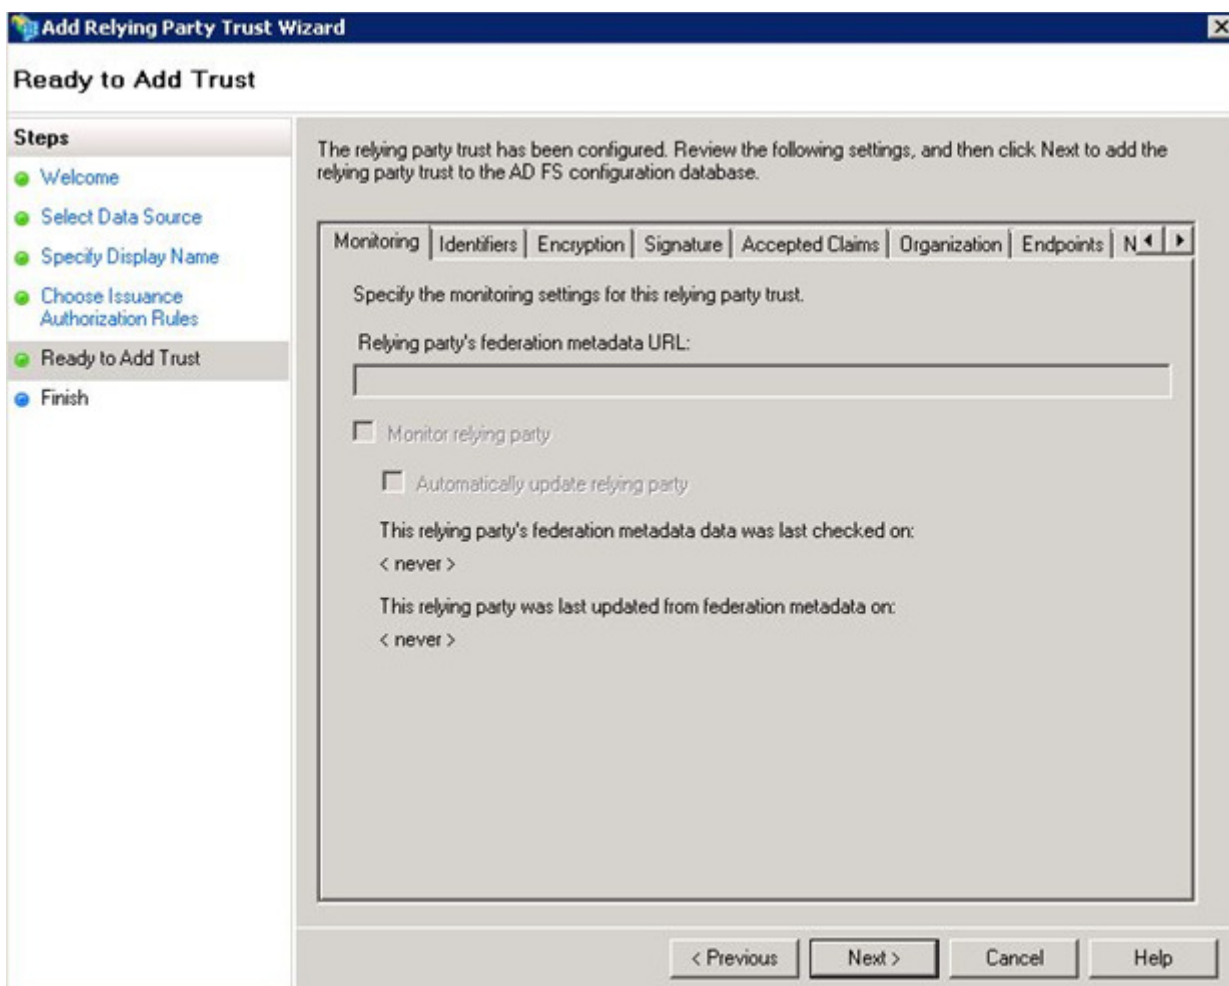 Add Relying Party Trust Wizard
Ready to Add Trust
Steps
Welcome
Select Data Source
Specify Display Name
Choose Issuance
Authorization Rules
Ready to Add Trust
Finish
The relying party trust has been configured. Review the following settings, and then click Next to add the
relying party trust to the AD FS configuration database.
Monitoring Identifiers Encryption Signature Accepted Claims Organization Endpoints N
Specify the monitoring settings for this relying party trust.
Relying party's federation metadata URL:
Monitor relying party
Automatically update relying party
This relying party's federation metadata data was last checked on:
< never >
This relying party was last updated from federation metadata on:
< never >
< Previous Next > Cancel Help